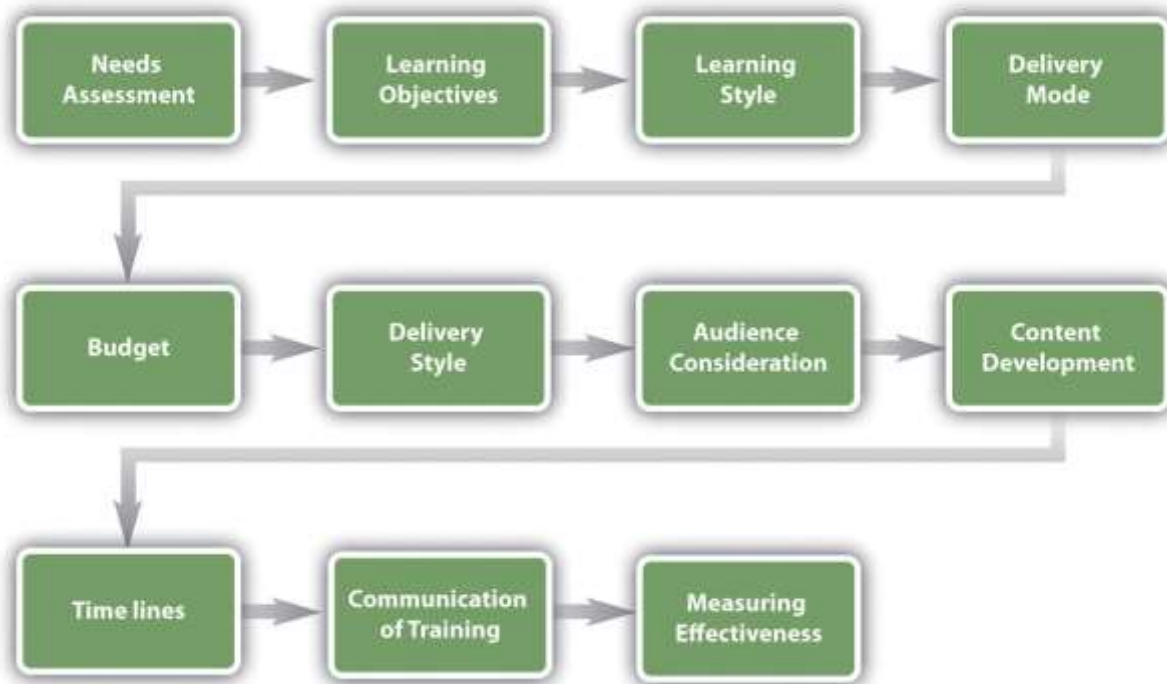 Needs
Assessment
Learning
Objectives
Learning
Style
Delivery
Mode
Budget
Delivery
Style
Audience
Consideration
Content
Development
Time lines
Communication
of Training
Measuring
Effectiveness